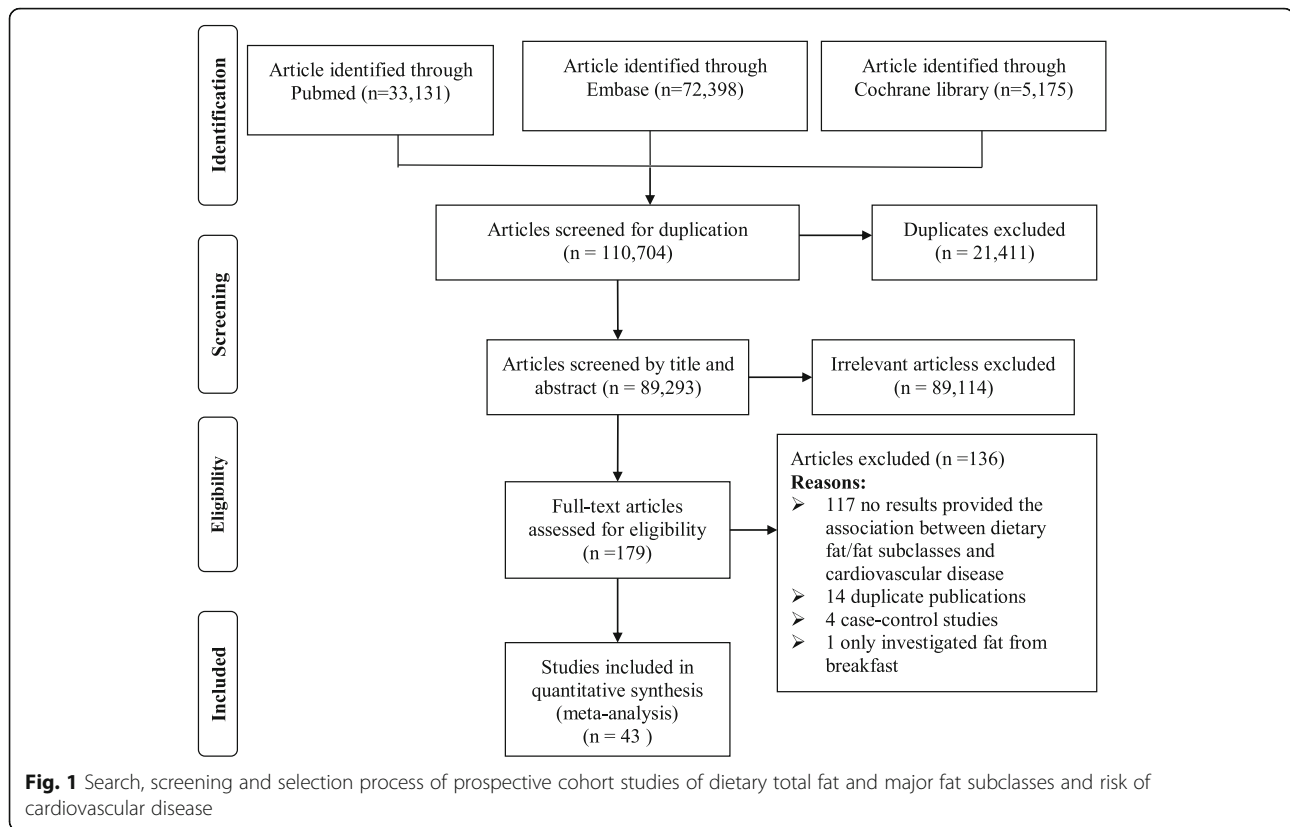 Identification
Article identified through
Pubmed (n=33,131)
Article identified through
Embase (n=72,398)
Article identified through
Cochrane library (n=5,175)
Screening
Articles screened for duplication
(n = 110,704)
Duplicates excluded
(n = 21,411)
Articles screened by title and
abstract (n = 89,293)
Irrelevant articless excluded
(n = 89,114)
Eligibility
Full-text articles
assessed for eligibility
(n =179)
Articles excluded (n =136)
Reasons:
➢ 117 no results provided the
association between dietary
fat/fat subclasses and
cardiovascular disease
➢ 14 duplicate publications
➢ 4 case-control studies
➢ 1 only investigated fat from
breakfast
Included
Studies included in
quantitative synthesis
(meta-analysis)
(n = 43 )
Fig. 1 Search, screening and selection process of prospective cohort studies of dietary total fat and major fat subclasses and risk of
cardiovascular disease